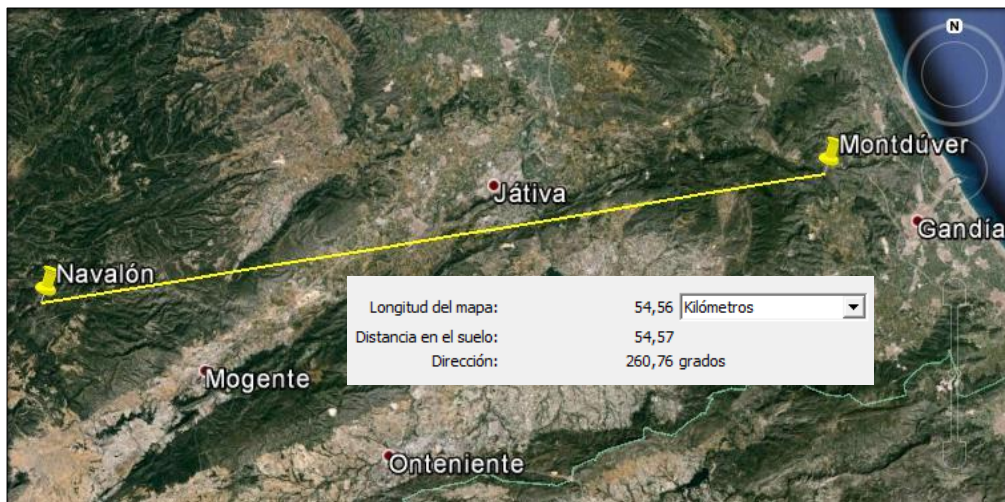 N
Montdúver
Játiva
Gandía
Navalón
Longitud del mapa: 54,56 Kilómetros
Distancia en el suelo: 54,57
Dirección: 260,76 grados
Mogente
Onteniente